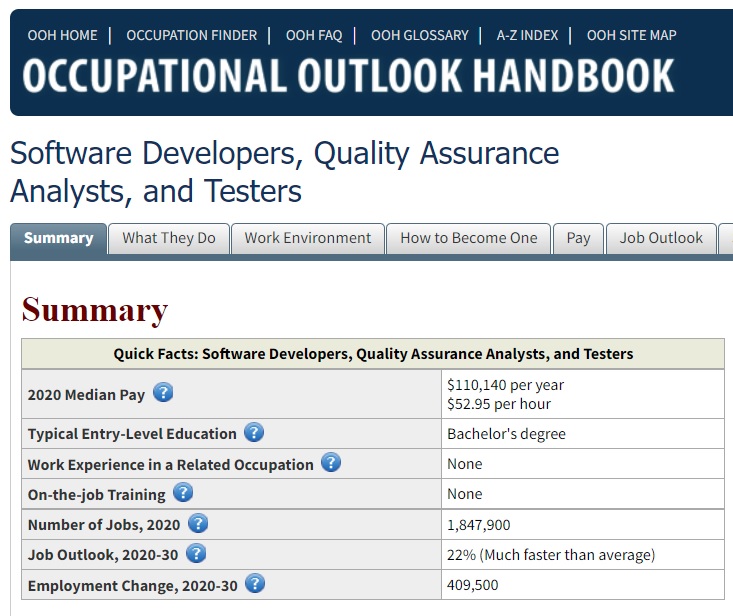 OOH HOME | OCCUPATION FINDER | OOH FAQ | OOH GLOSSARY | A-Z INDEX | OOH SITE MAP
OCCUPATIONAL OUTLOOK HANDBOOK
Software Developers, Quality Assurance
Analysts, and Testers
Summary What They Do Work Environment How to Become One Pay Job Outlook
Summary
Quick Facts: Software Developers, Quality Assurance Analysts, and Testers
2020 Median Pay ? $110,140 per year
$52.95 per hour
Typical Entry-Level Education ? Bachelor's degree
Work Experience in a Related Occupation ? None
On-the-job Training ? None
Number of Jobs, 2020 ? 1,847,900
Job Outlook, 2020-30 ? 22% (Much faster than average)
Employment Change, 2020-30 ? 409,500